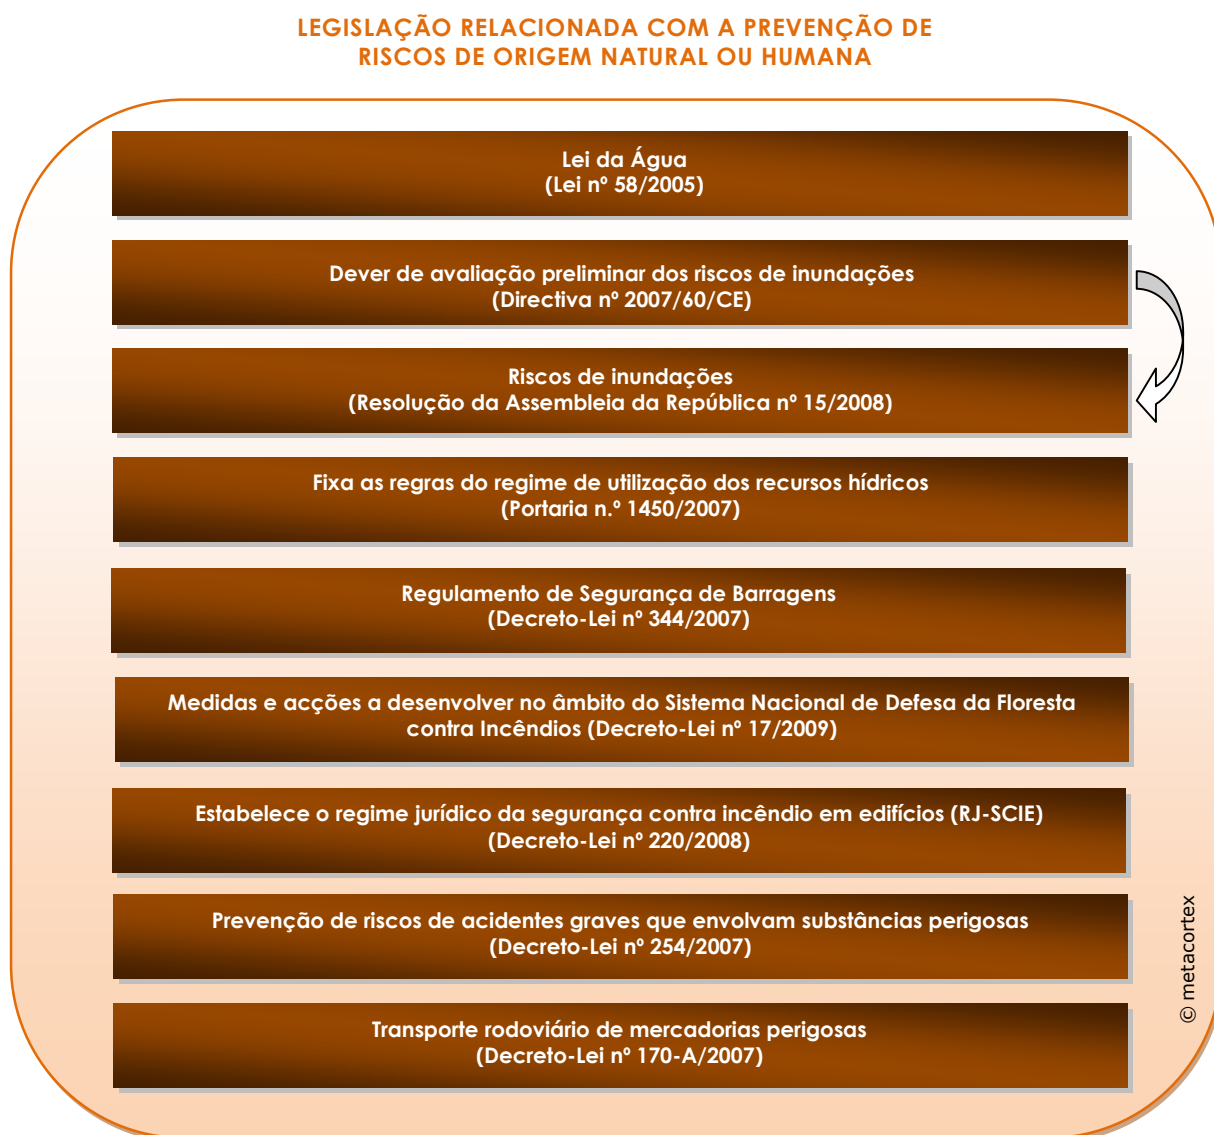 LEGISLAÇÃO RELACIONADA COM A PREVENÇÃO DE
RISCOS DE ORIGEM NATURAL OU HUMANA
Lei da Água
(Lei nº 58/2005)
Dever de avaliação preliminar dos riscos de inundações
(Directiva nº 2007/60/CE)
Riscos de inundações
(Resolução da Assembleia da República nº 15/2008)
Fixa as regras do regime de utilização dos recursos hídricos
(Portaria n.º 1450/2007)
Regulamento de Segurança de Barragens
(Decreto-Lei nº 344/2007)
Medidas e acções a desenvolver no âmbito do Sistema Nacional de Defesa da Floresta
contra Incêndios (Decreto-Lei nº 17/2009)
Estabelece o regime jurídico da segurança contra incêndio em edifícios (RJ-SCIE)
(Decreto-Lei nº 220/2008)
Prevenção de riscos de acidentes graves que envolvam substâncias perigosas
(Decreto-Lei nº 254/2007)
Transporte rodoviário de mercadorias perigosas
(Decreto-Lei nº 170-A/2007)
© metacortex